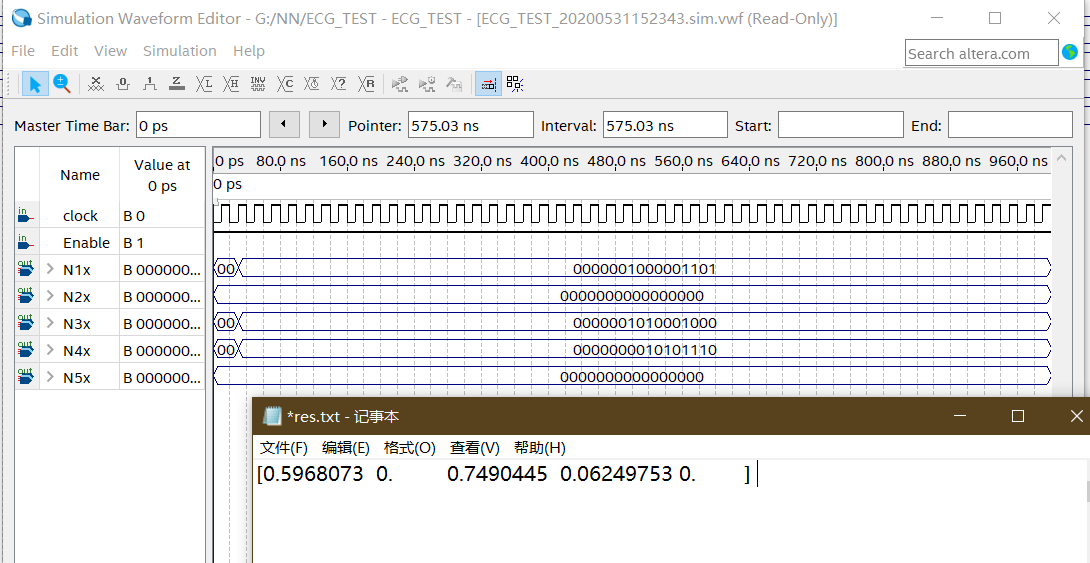 Simulation Waveform Editor - G:/NN/ECG_TEST - ECG_TEST - [ECG_TEST_20200531152343.sim.vwf (Read-Only)]
File Edit View Simulation Help
Search altera.com
Master Time Bar: 0 ps Pointer: 575.03 ns Interval: 575.03 ns Start: End:
Name Value at 0 ps
0 ps 80.0 ns 160.0 ns 240.0 ns 320.0 ns 400.0 ns 480.0 ns 560.0 ns 640.0 ns 720.0 ns 800.0 ns 880.0 ns 960.0 ns
0 ps
in clock B 0
in Enable B 1
out N1x B 000000... 00 0000001000001101
out N2x B 000000... 0000000000000000
out N3x B 000000... 00 0000001010001000
out N4x B 000000... 00 0000000010101110
out N5x B 000000... 0000000000000000
*res.txt - 记事本
文件(F) 编辑(E) 格式(O) 查看(V) 帮助(H)
[0.5968073 0. 0.7490445 0.06249753 0. ]